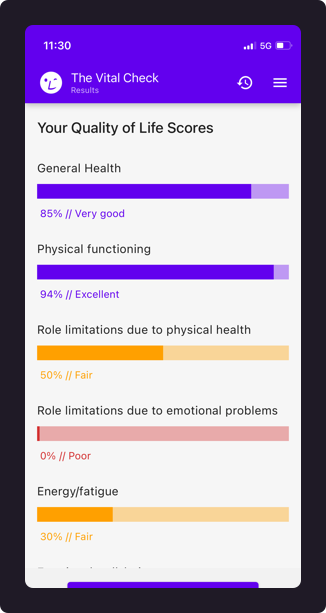 11:30
5G
The Vital Check
Results
Your Quality of Life Scores
General Health
85% // Very good
Physical functioning
94% // Excellent
Role limitations due to physical health
50% // Fair
Role limitations due to emotional problems
0% // Poor
Energy/fatigue
30% // Fair